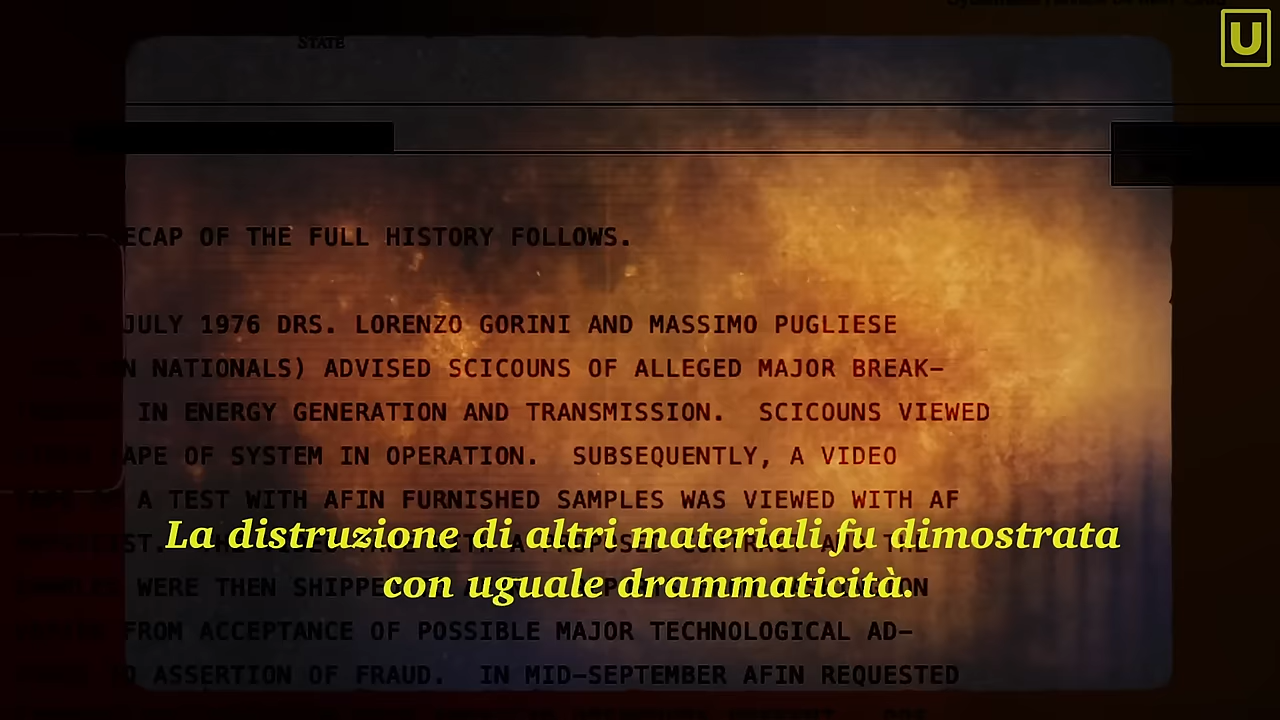 STATE
U
ECAP OF THE FULL HISTORY FOLLOWS.
JULY 1976 DRS. LORENZO GORINI AND MASSIMO PUGLIESE
N NATIONALS) ADVISED SCICOUNS OF ALLEGED MAJOR BREAK-
IN ENERGY GENERATION AND TRANSMISSION. SCICOUNS VIEWED
APE OF SYSTEM IN OPERATION. SUBSEQUENTLY, A VIDEO
A TEST WITH AFIN FURNISHED SAMPLES WAS VIEWED WITH AF
La distruzione di altri materiali fu dimostrata
con uguale drammaticità.
WERE THEN SHIPPE
FROM ACCEPTANCE OF POSSIBLE MAJOR TECHNOLOGICAL AD-
ASSERTION OF FRAUD. IN MID-SEPTEMBER AFIN REQUESTED